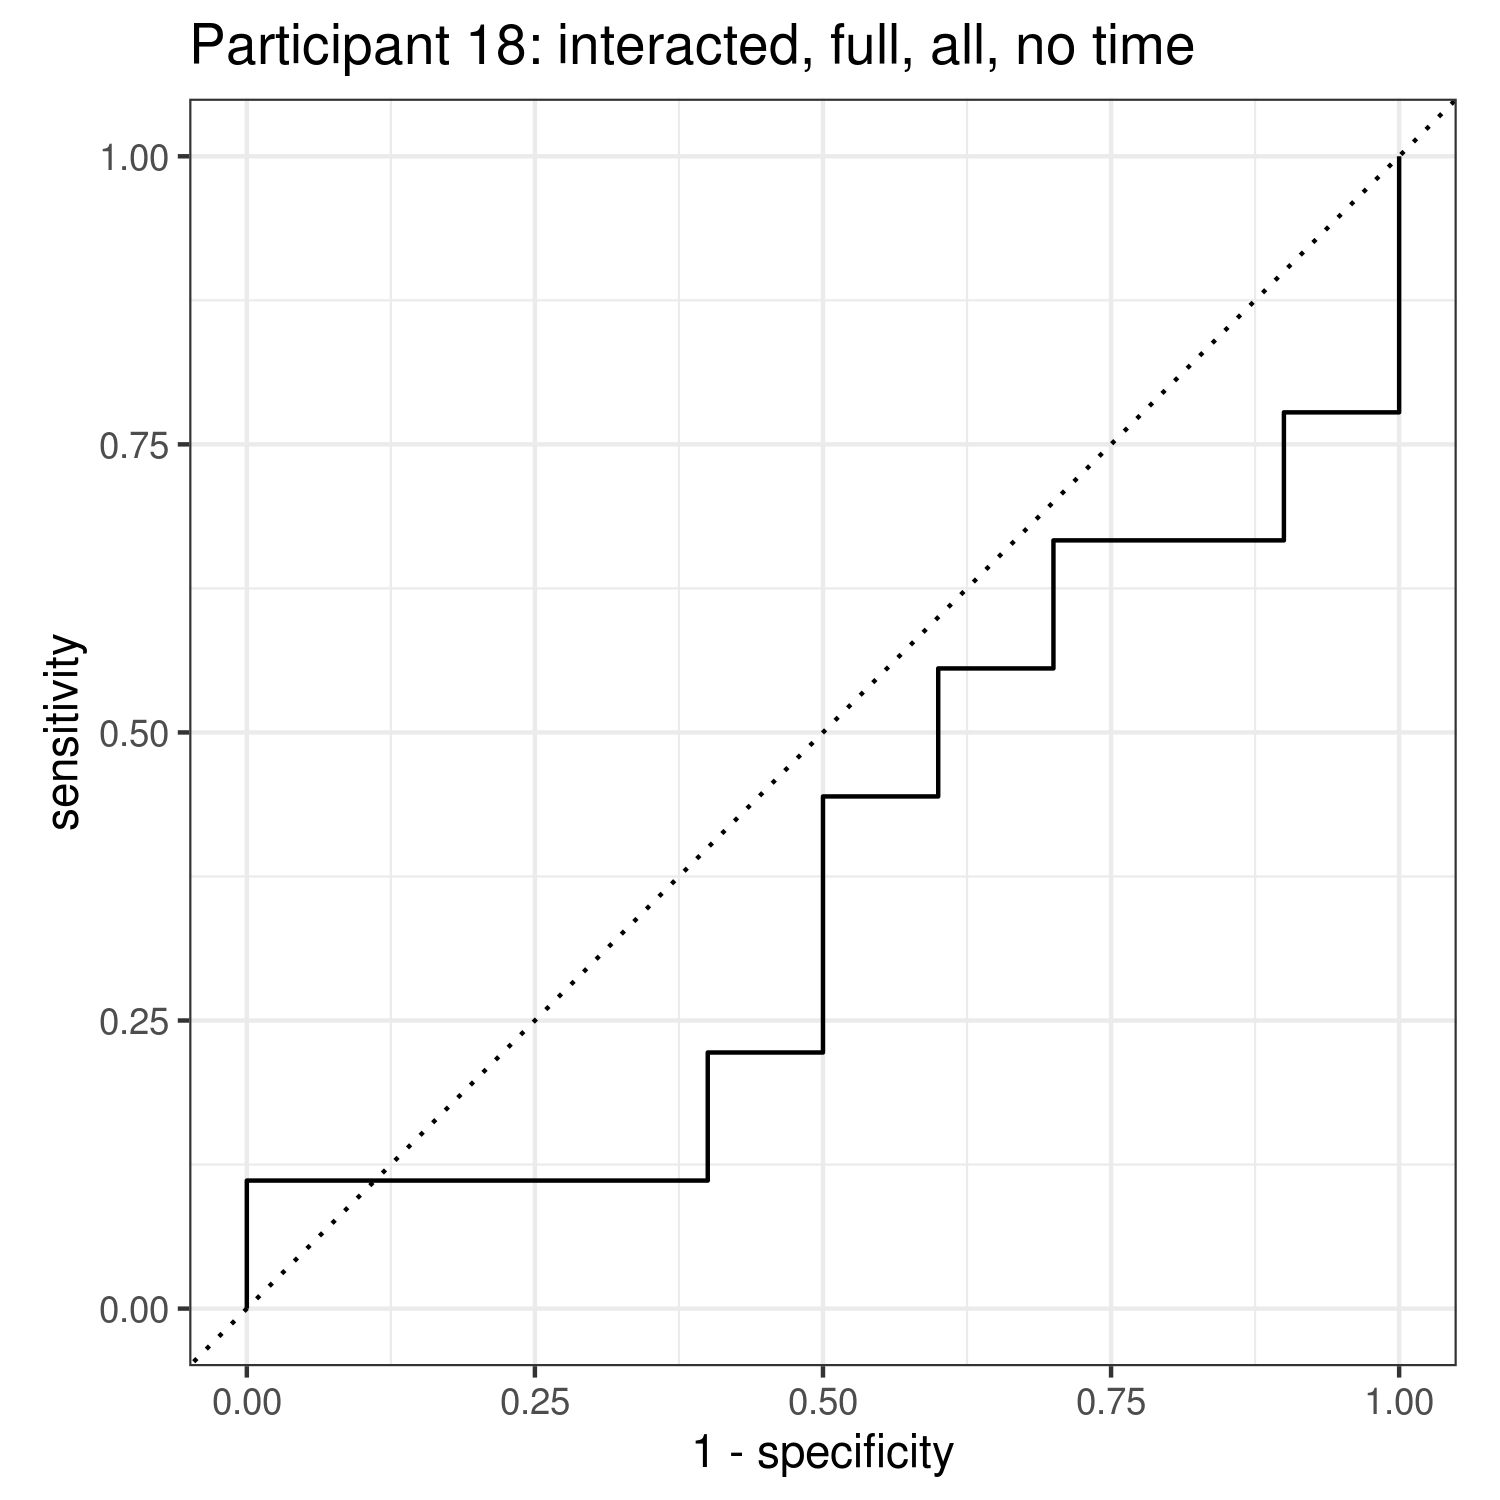 Participant 18: interacted, full, all, no time
1.00
0.75
0.50
0.25
0.00
sensitivity
0.00 0.25 0.50 0.75 1.00
1 - specificity